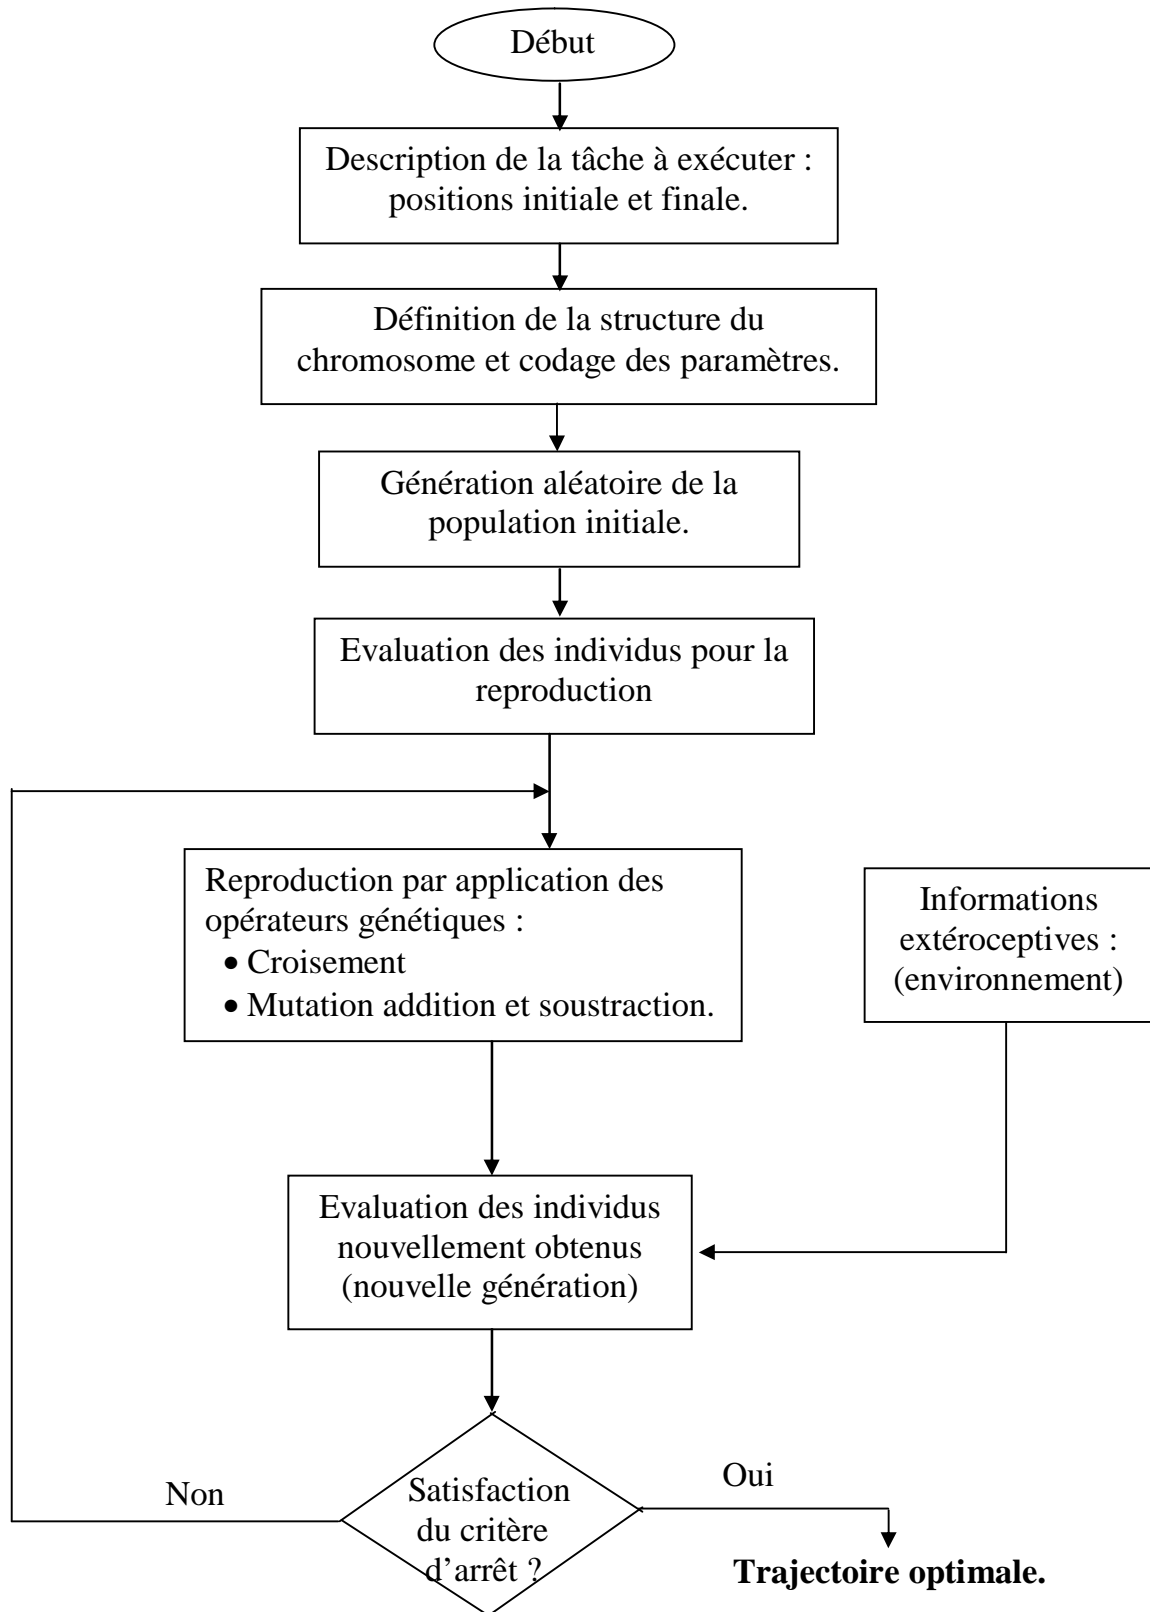 Début
Description de la tâche à exécuter :
positions initiale et finale.
Définition de la structure du
chromosome et codage des paramètres.
Génération aléatoire de la
population initiale.
Evaluation des individus pour la
reproduction
Reproduction par application des
opérateurs génétiques :
• Croisement
• Mutation addition et soustraction.
Informations
extéroceptives :
(environnement)
Evaluation des individus
nouvellement obtenus
(nouvelle génération)
Non
Satisfaction
du critère
d’arrêt ?
Oui
Trajectoire optimale.